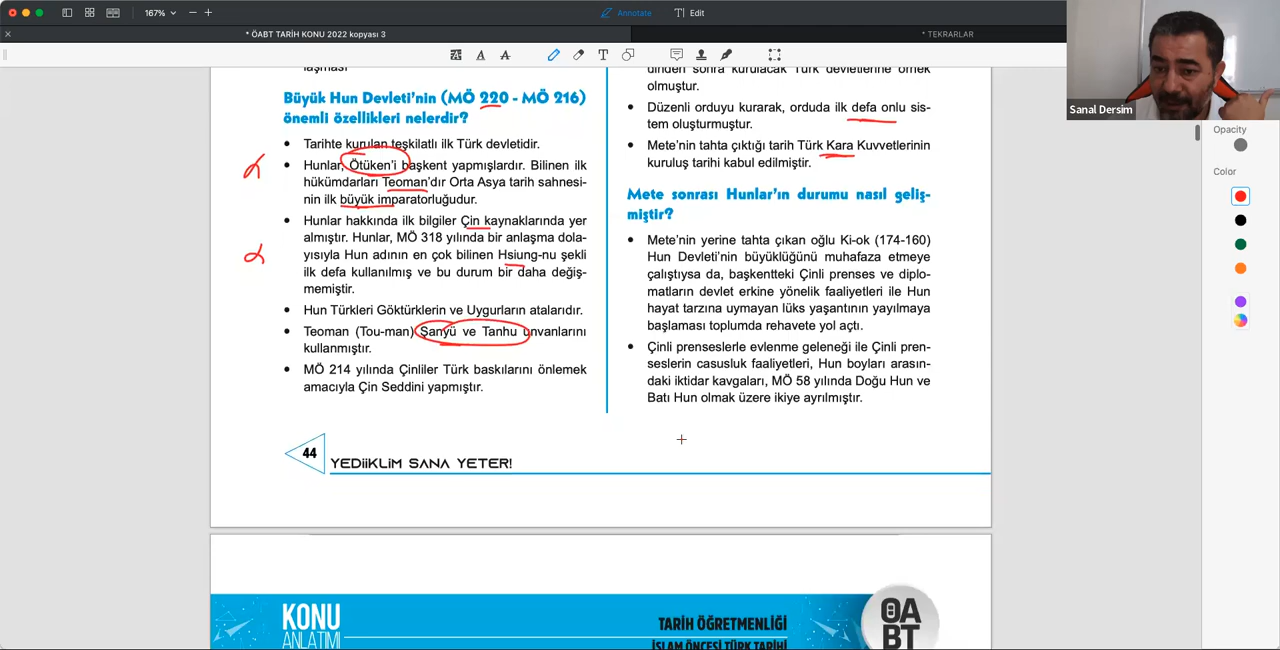 167%
Annotate
Edit
* ÖABT TARİH KONU 2022 kopyası 3
* TEKRARLAR
Sanal Dersim
Opacity
Color
laşması
Büyük Hun Devleti'nin (MÖ 220 - MÖ 216)
önemli özellikleri nelerdir?
• Tarihte kurulan teşkilatlı ilk Türk devletidir.
• Hunlar, Ötüken'i başkent yapmışlardır. Bilinen ilk
hükümdarları Teoman'dır Orta Asya tarih sahnesi-
nin ilk büyük imparatorluğudur.
• Hunlar hakkında ilk bilgiler Çin kaynaklarında yer
almıştır. Hunlar, MÖ 318 yılında bir anlaşma dola-
yısıyla Hun adının en çok bilinen Hsiung-nu şekli
ilk defa kullanılmış ve bu durum bir daha değiş-
memiştir.
• Hun Türkleri Göktürklerin ve Uygurların atalarıdır.
• Teoman (Tou-man) Şanyü ve Tanhu unvanlarını
kullanmıştır.
• MÖ 214 yılında Çinliler Türk baskılarını önlemek
amacıyla Çin Seddini yapmıştır.
dinden sonra kurulacak Türk devletlerine örnek
olmuştur.
• Düzenli orduyu kurarak, orduda ilk defa onlu sis-
tem oluşturmuştur.
• Mete'nin tahta çıktığı tarih Türk Kara Kuvvetlerinin
kuruluş tarihi kabul edilmiştir.
Mete sonrası Hunlar'ın durumu nasıl geliş-
miştir?
• Mete'nin yerine tahta çıkan oğlu Ki-ok (174-160)
Hun Devleti'nin büyüklüğünü muhafaza etmeye
çalıştıysa da, başkentteki Çinli prenses ve diplo-
matların devlet erkine yönelik faaliyetleri ile Hun
hayat tarzına uymayan lüks yaşantının yayılmaya
başlaması toplumda rehavete yol açtı.
• Çinli prenseslerle evlenme geleneği ile Çinli pren-
seslerin casusluk faaliyetleri, Hun boyları arasın-
daki iktidar kavgaları, MÖ 58 yılında Doğu Hun ve
Batı Hun olmak üzere ikiye ayrılmıştır.
44
YEDİİKLİM SANA YETER!
KONU
ANLATIMI
TARİH ÖĞRETMENLİĞİ
İSLAM ÖNCESİ TÜRK TARİHİ
ÖA
BT